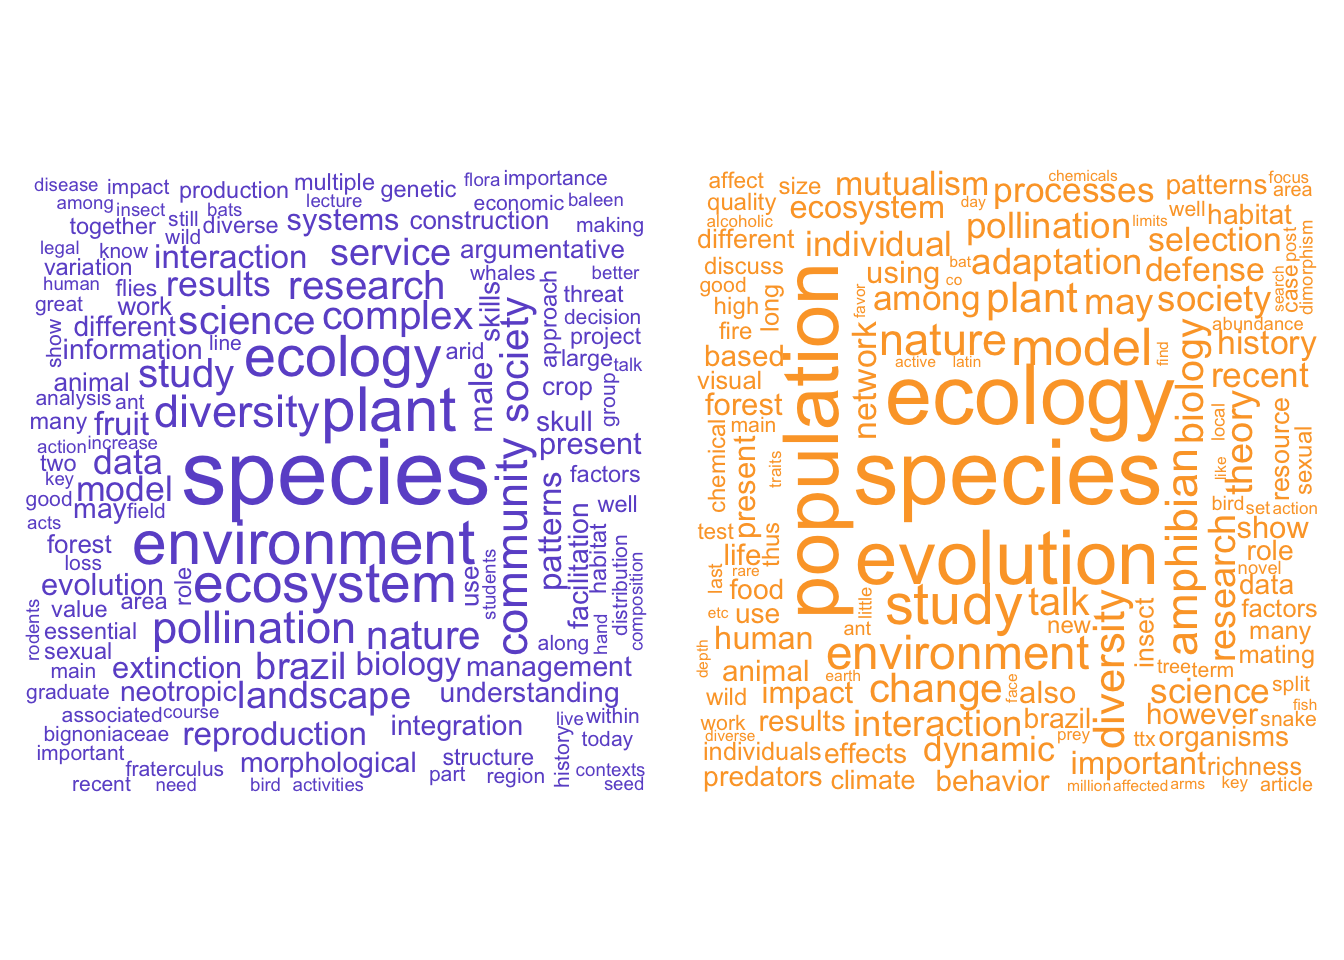 disease
impact
production
multiple
genetic
flora
importance
among
insect
still
bats
lecture
economic
baleen
together
wild
diverse
systems
construction
making
legal
know
interaction
service
argumentative
variation
human
flies
results
research
whales
better
great
work
skills
approach
threat
show
different
science
complex
decision
information
line
ecology
arid
society
project
large
talk
animal
study
male
crop
group
analysis
ant
many
fruit
diversity
plant
skull
action
increase
present
two
data
species
key
factors
good
model
may
field
community
patterns
well
acts
forest
environment
loss
students
facilitation
habitat
distribution
composition
evolution
role
ecosystem
use
value
area
rodents
essential
pollination
nature
along
hand
sexual
main
extinction
brazil
biology
management
graduate
neotropic
landscape
understanding
associated
course
live
within
bignoniaceae
reproduction
integration
today
important
morphological
structure
history
fraterculus
part
region
contexts
recent
need
bird
activities
seed
affect
size
mutualism
chemicals
processes
patterns
focus
area
quality
ecosystem
day
well
alcoholic
pollination
limits
habitat
different
individual
selection
post
dimorphism
discuss
using
bat
adaptation
defense
search
case
good
co
high
long
favor
among
plant
may
society
fire
nature
model
abundance
history
based
network
active
latin
find
visual
population
ecology
biology
recent
forest
main
local
theory
resource
sexual
chemical
present
traits
species
like
bird
set
action
test
thus
amphibian
show
life
rare
evolution
research
role
novel
last
food
data
etc
use
little
study
talk
factors
ant
new
insect
many
human
diversity
mating
depth
animal
earth
environment
tree
term
wild
impact
change
face
also
science
split
fish
work
results
interaction
brazil
however
snake
diverse
prey
ttx
organisms
individuals
effects
dynamic
important
richness
predators
climate
behavior
million
affected
arms
key
article